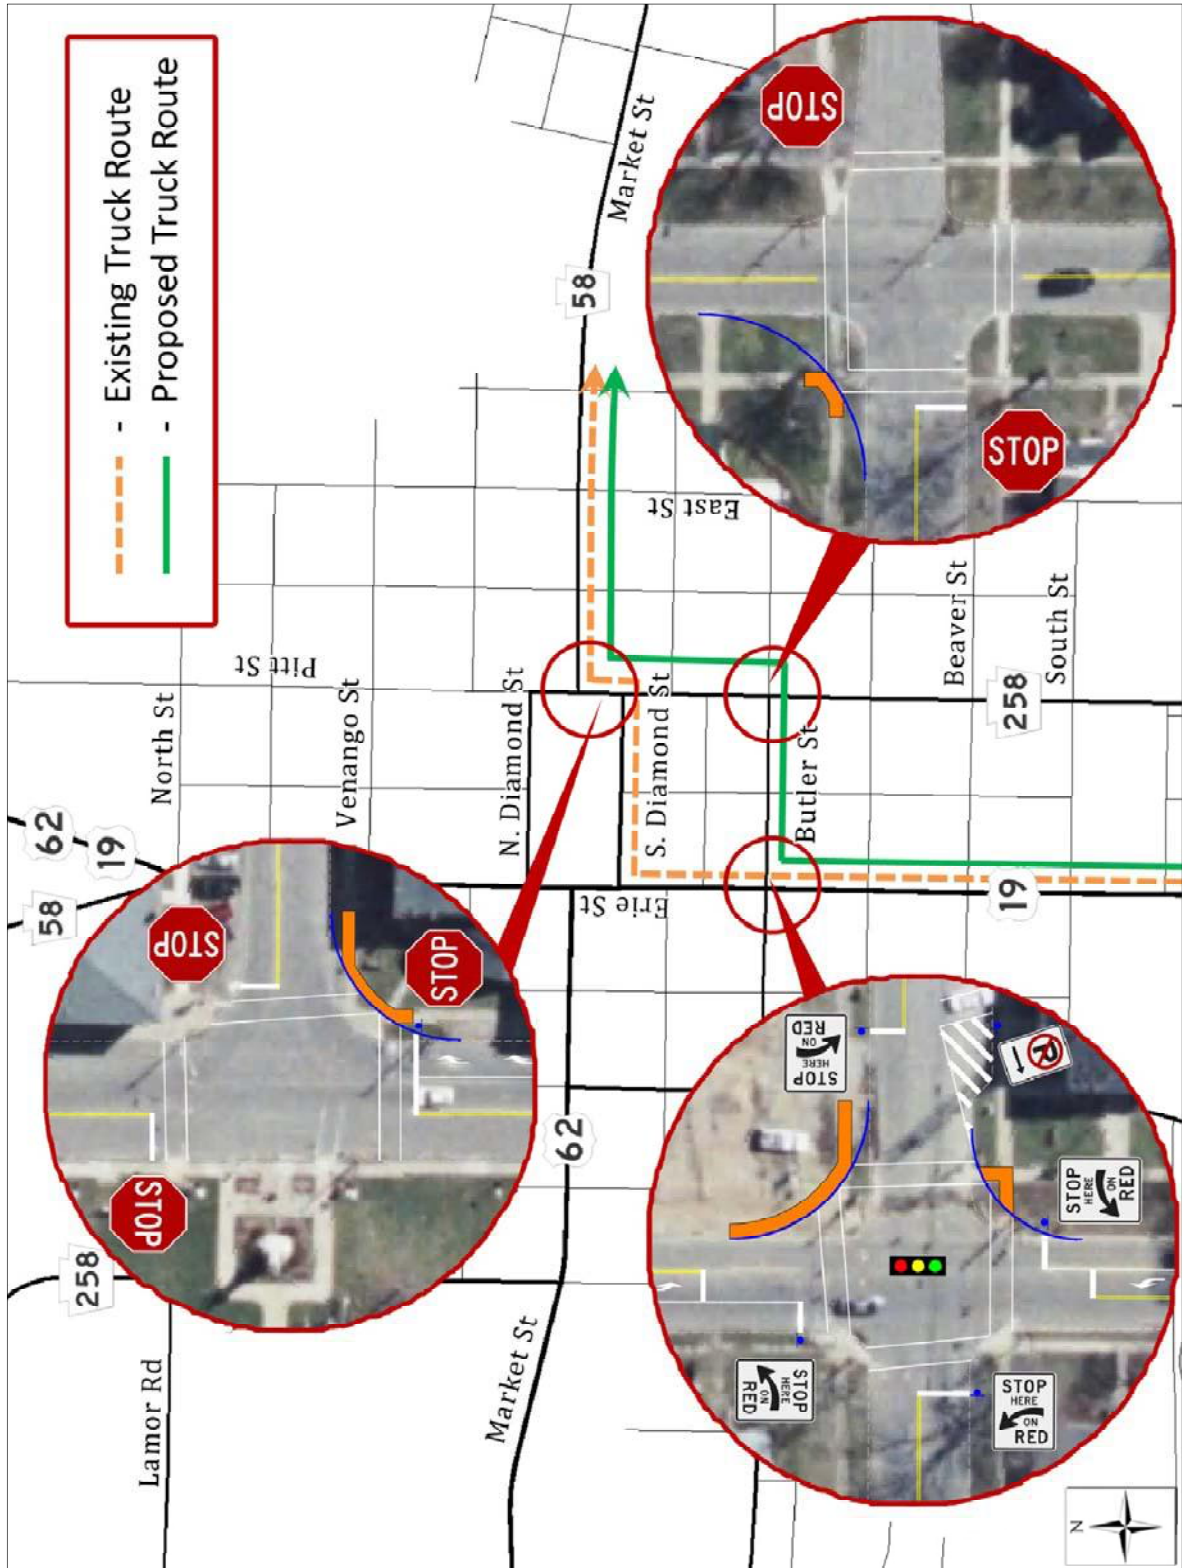 - Existing Truck Route
- Proposed Truck Route
Market St
58
STOP
STOP
East St
Pitt St
Beaver St
South St
258
North St
Venango St
N. Diamond St
S. Diamond St
Butler St
62
19
58
Erie St
19
STOP
STOP
STOP
62
258
Lamor Rd
Market St
STOP
HERE
ON
RED
R
STOP
HERE
ON
RED
STOP
HERE
ON
RED
STOP
HERE
ON
RED
N